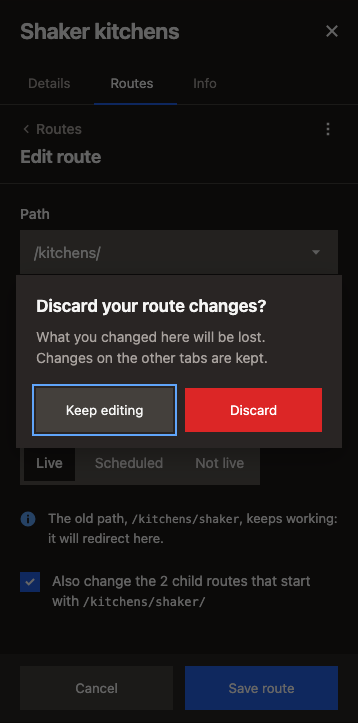 Shaker kitchens
Details Routes Info
Routes
Edit route
Path
/kitchens/
Discard your route changes?
What you changed here will be lost.
Changes on the other tabs are kept.
Keep editing Discard
Live Scheduled Not live
The old path, /kitchens/shaker, keeps working:
it will redirect here.
Also change the 2 child routes that start
with /kitchens/shaker/
Cancel Save route